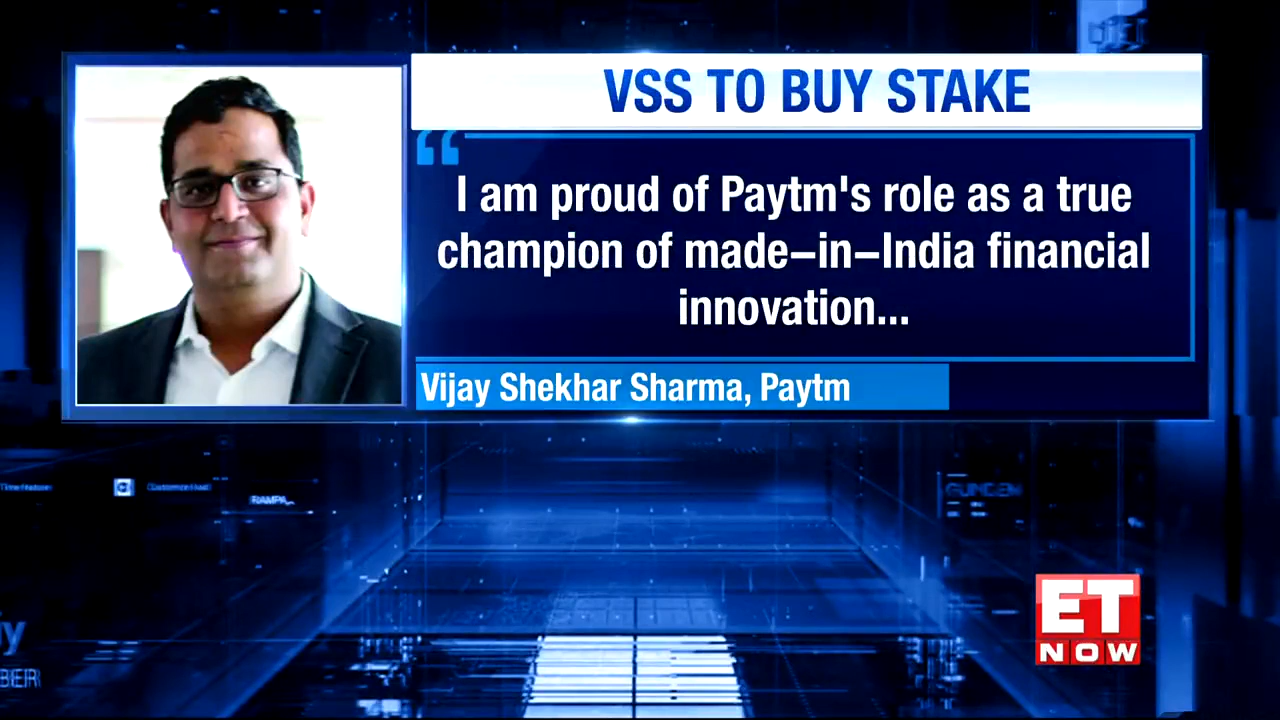 VSS TO BUY STAKE
“
I am proud of Paytm's role as a true
champion of made–in–India financial
innovation...
Vijay Shekhar Sharma, Paytm
RAMPA
ET
NOW